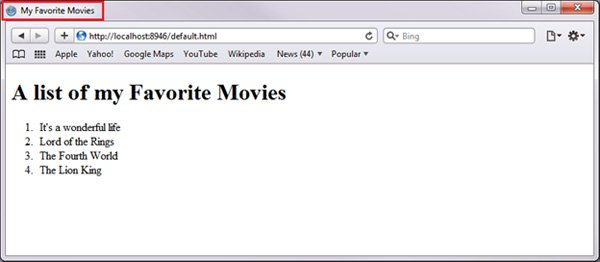 My Favorite Movies
http://localhost:8946/default.html
Bing
Apple Yahoo! Google Maps YouTube Wikipedia News (44) Popular
A list of my Favorite Movies
1. It's a wonderful life
2. Lord of the Rings
3. The Fourth World
4. The Lion King